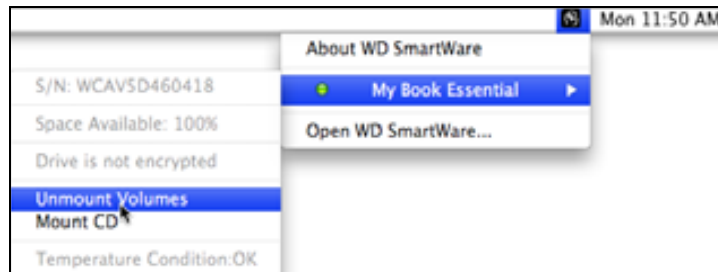 Mon 11:50 AM
About WD SmartWare
My Book Essential
Open WD SmartWare...
S/N: WCAVSD460418
Space Available: 100%
Drive is not encrypted
Unmount Volumes
Mount CD
Temperature Condition:OK